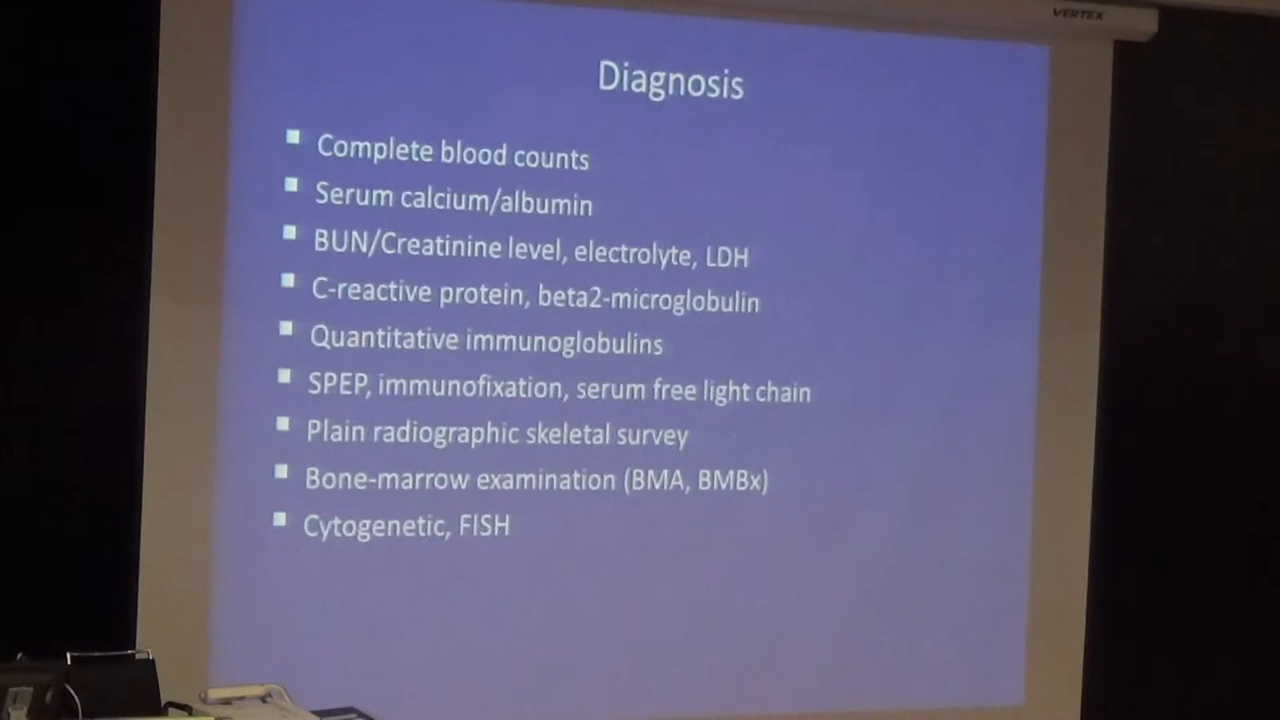 VERTEX
Diagnosis
Complete blood counts
Serum calcium/albumin
BUN/Creatinine level, electrolyte, LDH
C-reactive protein, beta2-microglobulin
Quantitative immunoglobulins
SPEP, immunofixation, serum free light chain
Plain radiographic skeletal survey
Bone-marrow examination (BMA, BMBx)
Cytogenetic, FISH